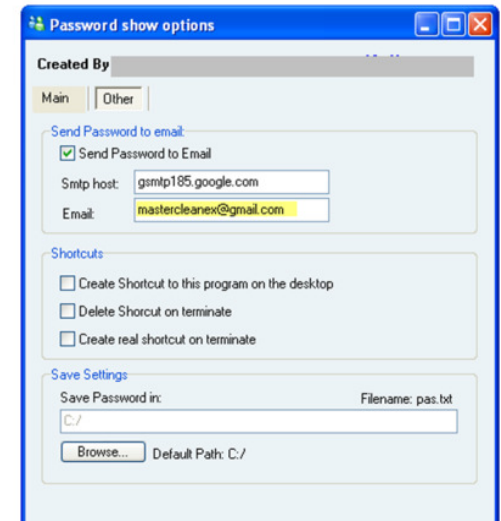 Password show options
Created By
Main Other
Send Password to email:
Send Password to Email
Smtp host: gsmtp185.google.com
Email: mastercleanex@gmail.com
Shortcuts
Create Shortcut to this program on the desktop
Delete Shorcut on terminate
Create real shortcut on terminate
Save Settings
Save Password in: Filename: pas.txt
C:/
Browse... Default Path: C:/